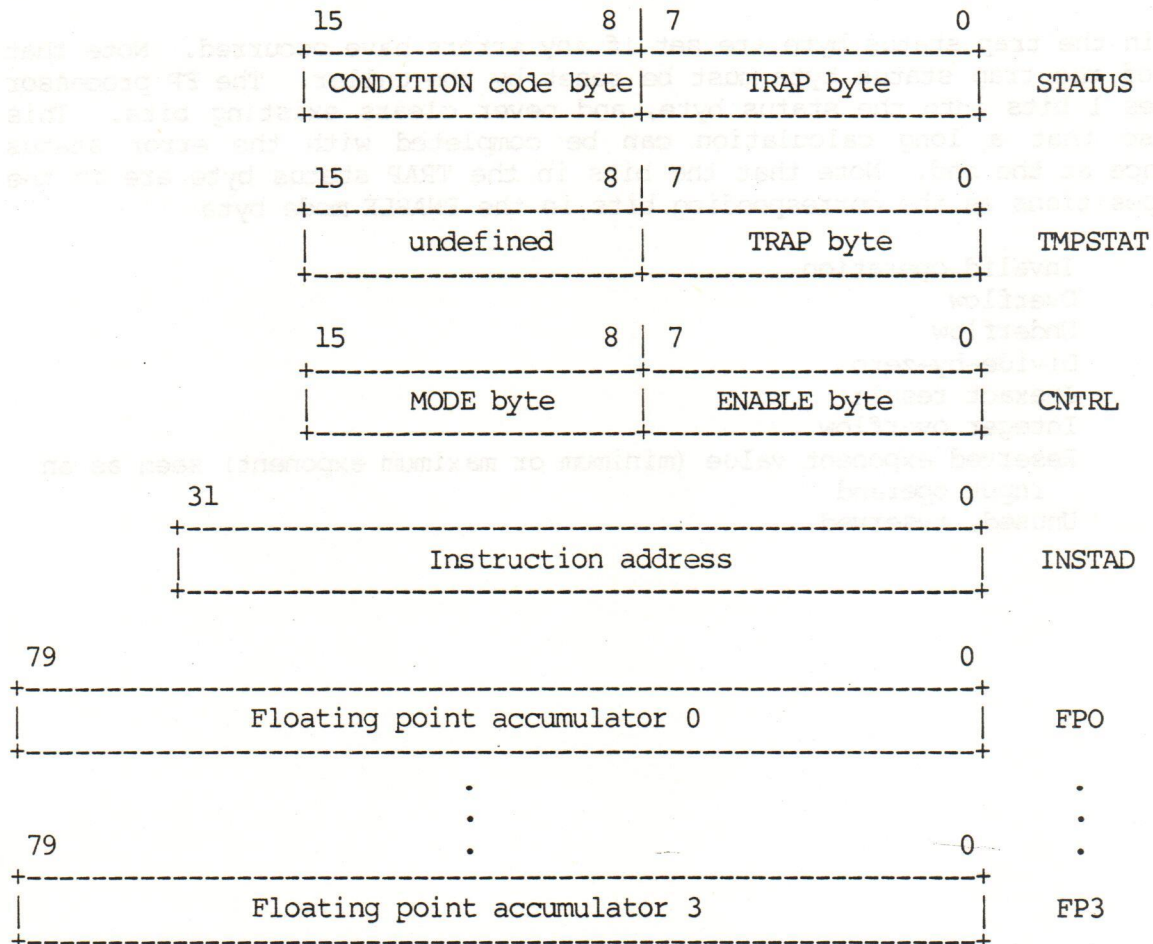 15 8 | 7 0
CONDITION code byte | TRAP byte STATUS
15 8 | 7 0
undefined | TRAP byte TMPSTAT
15 8 | 7 0
MODE byte | ENABLE byte CNTRL
31 0
Instruction address INSTAD
79 0
Floating point accumulator 0 FP0
79 0
Floating point accumulator 3 FP3